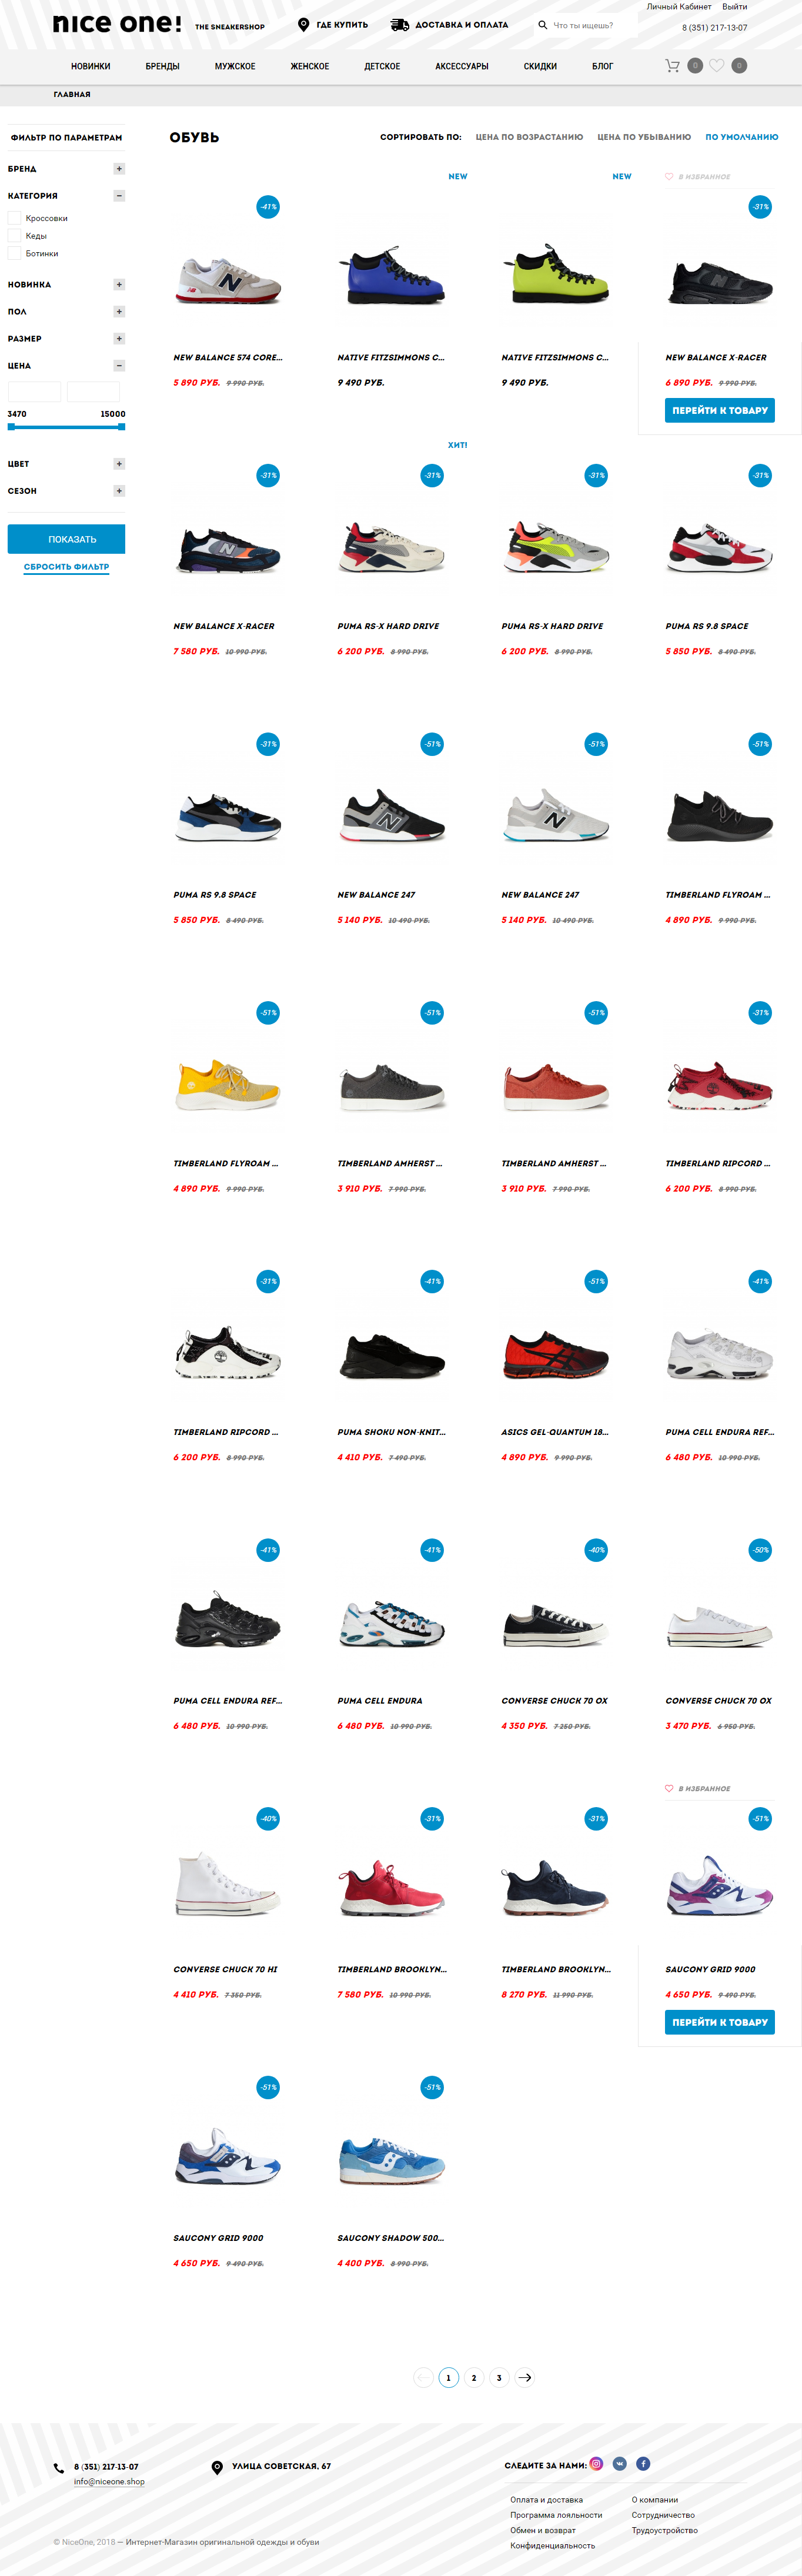 Личный Кабинет Выйти
nice one! THE SNEAKERSHOP ГДЕ КУПИТЬ ДОСТАВКА И ОПЛАТА Что ты ищешь? 8 (351) 217-13-07
НОВИНКИ БРЕНДЫ МУЖСКОЕ ЖЕНСКОЕ ДЕТСКОЕ АКСЕССУАРЫ СКИДКИ БЛОГ 0 0
ГЛАВНАЯ
ФИЛЬТР ПО ПАРАМЕТРАМ
БРЕНД +
КАТЕГОРИЯ −
Кроссовки
Кеды
Ботинки
НОВИНКА +
ПОЛ +
РАЗМЕР +
ЦЕНА −
3470 15000
ЦВЕТ +
СЕЗОН +
ПОКАЗАТЬ
СБРОСИТЬ ФИЛЬТР
ОБУВЬ СОРТИРОВАТЬ ПО: ЦЕНА ПО ВОЗРАСТАНИЮ ЦЕНА ПО УБЫВАНИЮ ПО УМОЛЧАНИЮ
NEW NEW В ИЗБРАННОЕ
-41% -31%
NEW BALANCE 574 CORE... NATIVE FITZSIMMONS C... NATIVE FITZSIMMONS C... NEW BALANCE X-RACER
5 890 РУБ. 9 990 РУБ. 9 490 РУБ. 9 490 РУБ. 6 890 РУБ. 9 990 РУБ.
ПЕРЕЙТИ К ТОВАРУ
ХИТ!
-31% -31% -31% -31%
NEW BALANCE X-RACER PUMA RS-X HARD DRIVE PUMA RS-X HARD DRIVE PUMA RS 9.8 SPACE
7 580 РУБ. 10 990 РУБ. 6 200 РУБ. 8 990 РУБ. 6 200 РУБ. 8 990 РУБ. 5 850 РУБ. 8 490 РУБ.
-31% -51% -51% -51%
PUMA RS 9.8 SPACE NEW BALANCE 247 NEW BALANCE 247 TIMBERLAND FLYROAM ...
5 850 РУБ. 8 490 РУБ. 5 140 РУБ. 10 490 РУБ. 5 140 РУБ. 10 490 РУБ. 4 890 РУБ. 9 990 РУБ.
-51% -51% -51% -31%
TIMBERLAND FLYROAM ... TIMBERLAND AMHERST ... TIMBERLAND AMHERST ... TIMBERLAND RIPCORD ...
4 890 РУБ. 9 990 РУБ. 3 910 РУБ. 7 990 РУБ. 3 910 РУБ. 7 990 РУБ. 6 200 РУБ. 8 990 РУБ.
-31% -41% -51% -41%
TIMBERLAND RIPCORD ... PUMA SHOKU NON-KNIT... ASICS GEL-QUANTUM 18... PUMA CELL ENDURA REF...
6 200 РУБ. 8 990 РУБ. 4 410 РУБ. 7 490 РУБ. 4 890 РУБ. 9 990 РУБ. 6 480 РУБ. 10 990 РУБ.
-41% -41% -40% -50%
PUMA CELL ENDURA REF... PUMA CELL ENDURA CONVERSE CHUCK 70 OX CONVERSE CHUCK 70 OX
6 480 РУБ. 10 990 РУБ. 6 480 РУБ. 10 990 РУБ. 4 350 РУБ. 7 250 РУБ. 3 470 РУБ. 6 950 РУБ.
В ИЗБРАННОЕ
-40% -31% -31% -51%
CONVERSE CHUCK 70 HI TIMBERLAND BROOKLYN... TIMBERLAND BROOKLYN... SAUCONY GRID 9000
4 410 РУБ. 7 350 РУБ. 7 580 РУБ. 10 990 РУБ. 8 270 РУБ. 11 990 РУБ. 4 650 РУБ. 9 490 РУБ.
ПЕРЕЙТИ К ТОВАРУ
-51% -51%
SAUCONY GRID 9000 SAUCONY SHADOW 500...
4 650 РУБ. 9 490 РУБ. 4 400 РУБ. 8 990 РУБ.
1 2 3
8 (351) 217-13-07 УЛИЦА СОВЕТСКАЯ, 67 СЛЕДИТЕ ЗА НАМИ:
info@niceone.shop
Оплата и доставка О компании
Программа лояльности Сотрудничество
Обмен и возврат Трудоустройство
Конфиденциальность
© NiceOne, 2018 — Интернет-Магазин оригинальной одежды и обуви